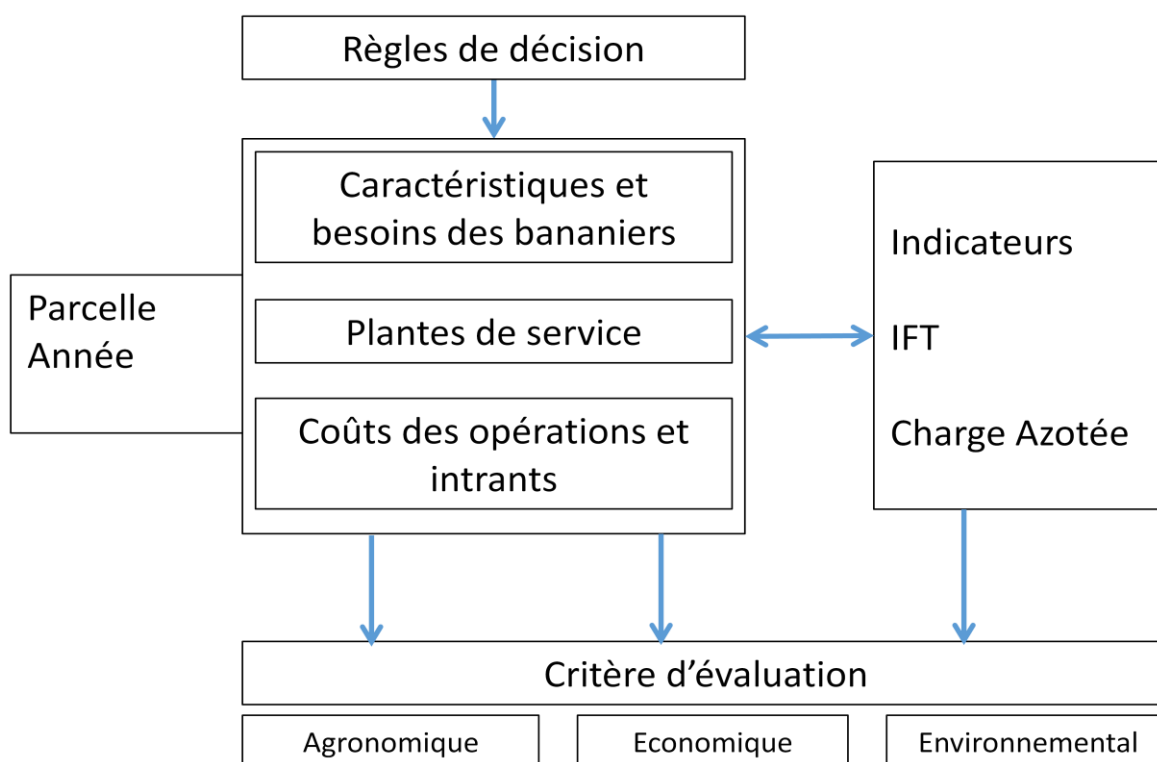 Règles de décision
Caractéristiques et
besoins des bananiers
Parcelle
Année
Plantes de service
Coûts des opérations et
intrants
Indicateurs
IFT
Charge Azotée
Critère d’évaluation
Agronomique
Economique
Environnemental